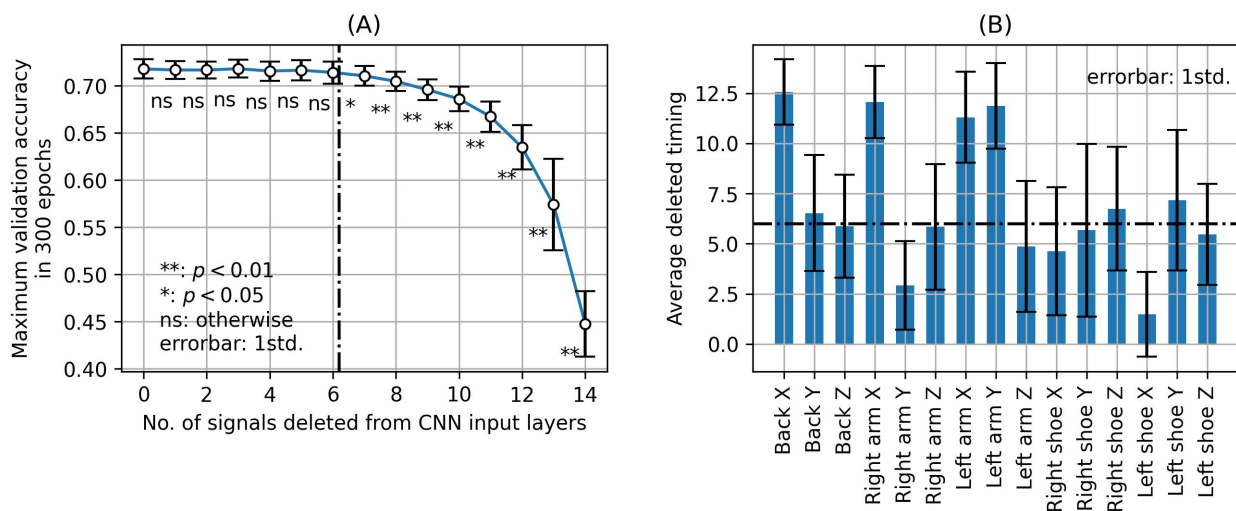 (A)
Maximum validation accuracy
in 300 epochs
0.70
0.65
0.60
0.55
0.50
0.45
0.40
ns ns ns ns ns ns * ** ** ** ** ** ** **
**: p < 0.01
*: p < 0.05
ns: otherwise
errorbar: 1std.
0 2 4 6 8 10 12 14
No. of signals deleted from CNN input layers
(B)
Average deleted timing
errorbar: 1std.
12.5
10.0
7.5
5.0
2.5
0.0
Back X
Back Y
Back Z
Right arm X
Right arm Y
Right arm Z
Left arm X
Left arm Y
Left arm Z
Right shoe X
Right shoe Y
Right shoe Z
Left shoe X
Left shoe Y
Left shoe Z